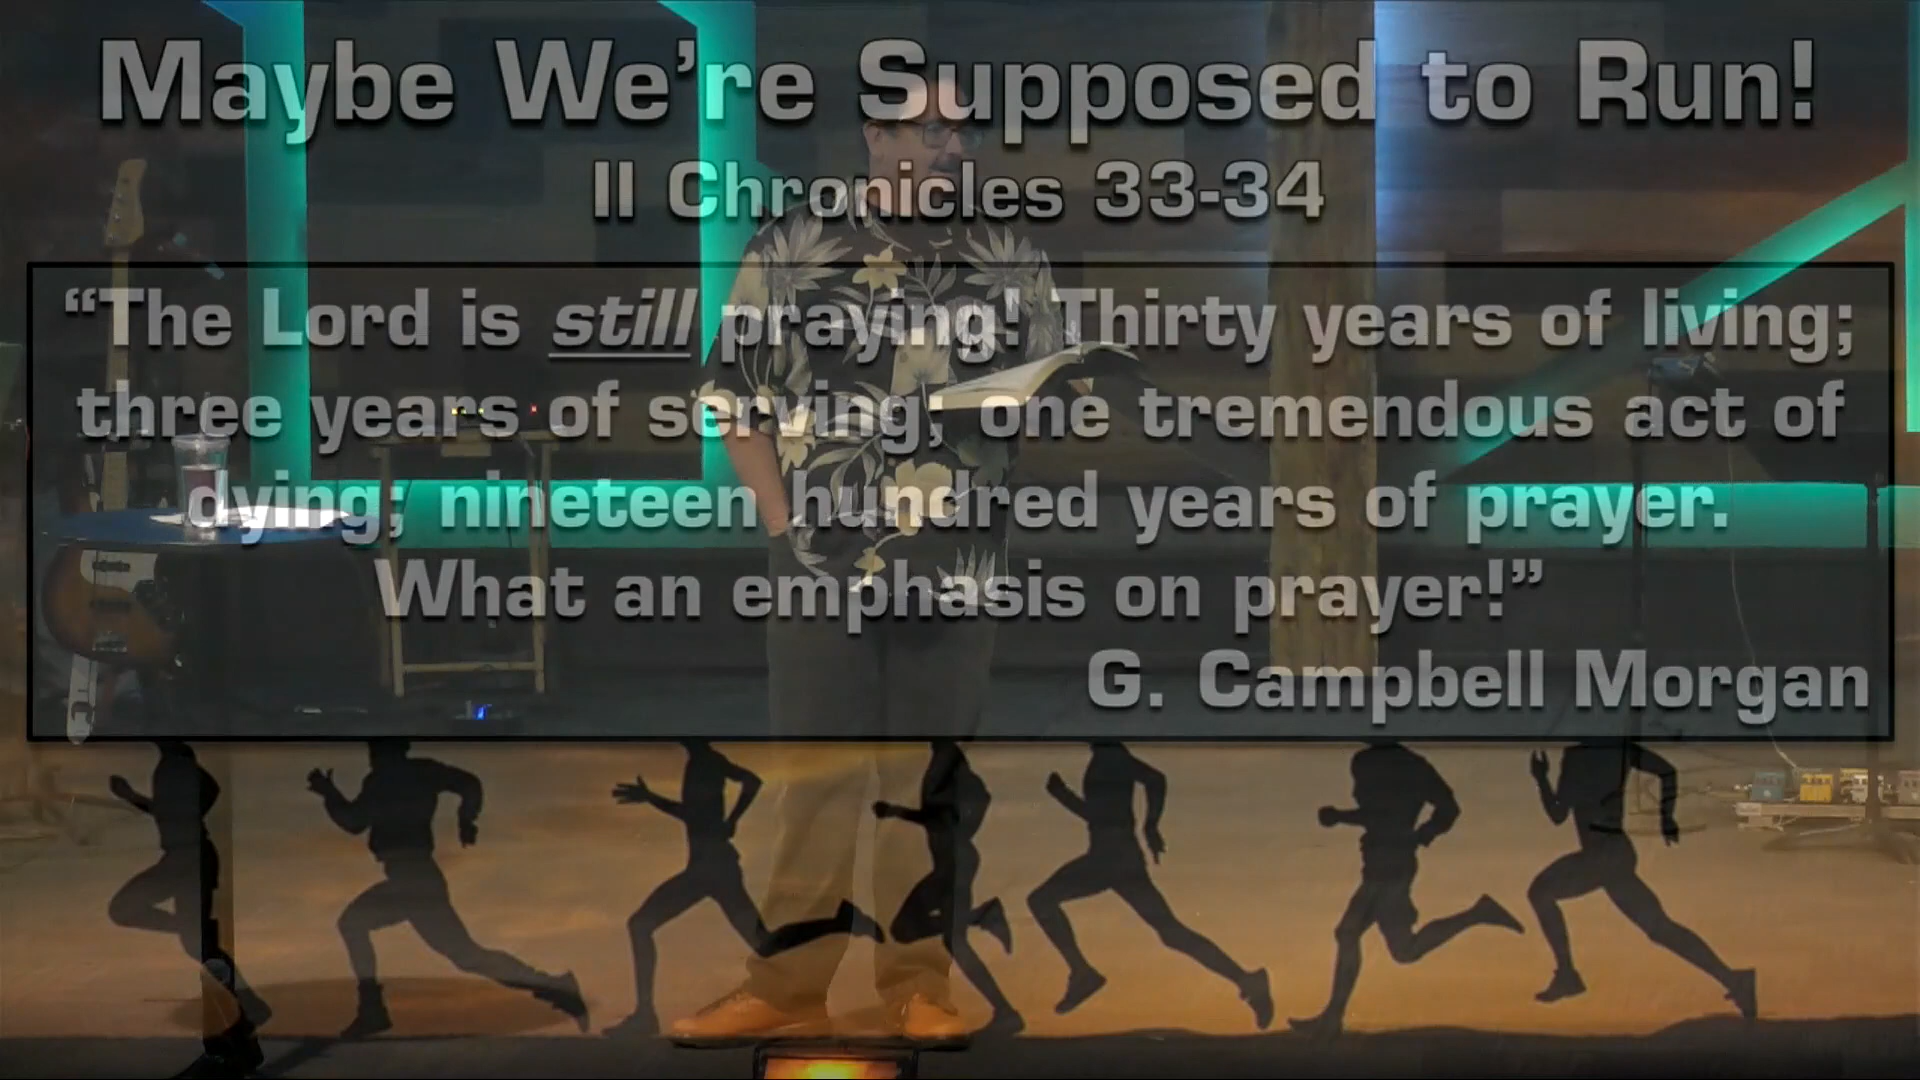 Maybe We're Supposed to Run!
II Chronicles 33-34
“The Lord is still praying! Thirty years of living;
three years of serving; one tremendous act of
dying; nineteen hundred years of prayer.
What an emphasis on prayer!”
G. Campbell Morgan